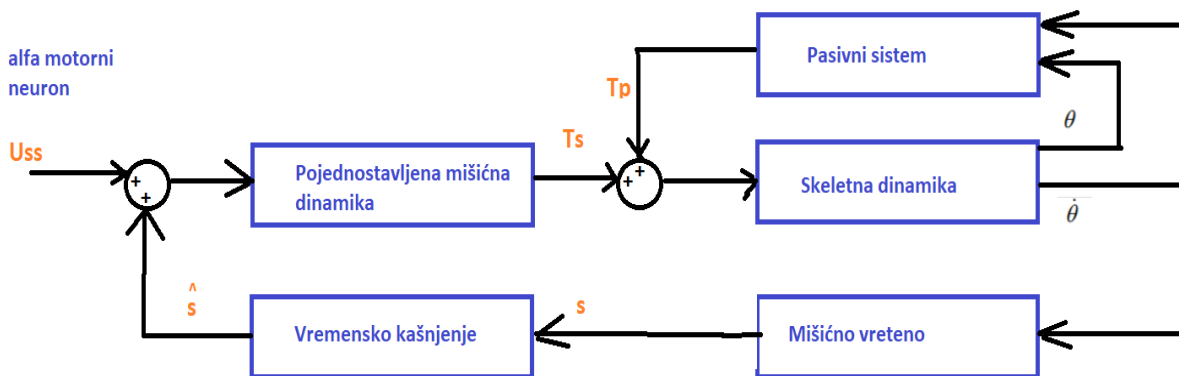 alfa motorni
neuron
Uss
+
+
Pojednostavljena mišićna
dinamika
Ts
Tp
+
+
Pasivni sistem
θ
Skeletna dinamika
θ̇
ŝ
Vremensko kašnjenje
s
Mišićno vreteno